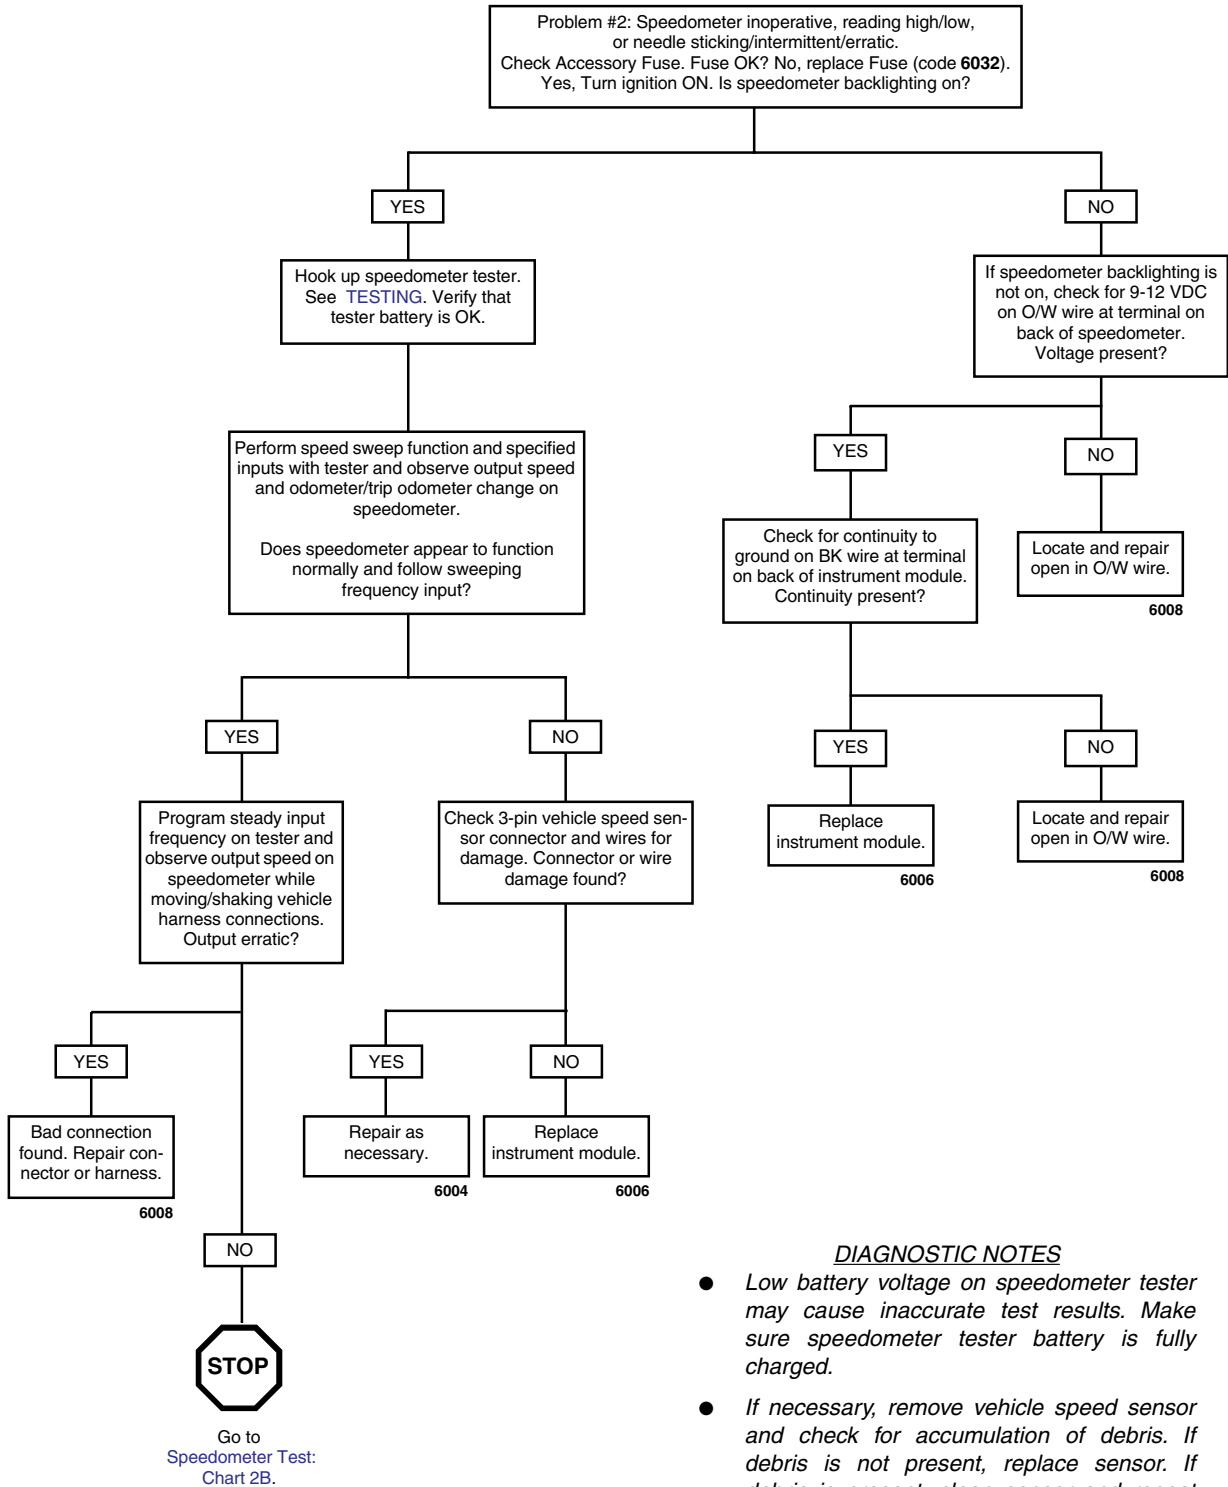 Problem #2: Speedometer inoperative, reading high/low,
or needle sticking/intermittent/erratic.
Check Accessory Fuse. Fuse OK? No, replace Fuse (code 6032).
Yes, Turn ignition ON. Is speedometer backlighting on?
YES
NO
Hook up speedometer tester.
See TESTING. Verify that
tester battery is OK.
If speedometer backlighting is
not on, check for 9-12 VDC
on O/W wire at terminal on
back of speedometer.
Voltage present?
Perform speed sweep function and specified
inputs with tester and observe output speed
and odometer/trip odometer change on
speedometer.
Does speedometer appear to function
normally and follow sweeping
frequency input?
YES
NO
Check for continuity to
ground on BK wire at terminal
on back of instrument module.
Continuity present?
Locate and repair
open in O/W wire.
6008
YES
NO
YES
NO
Program steady input
frequency on tester and
observe output speed on
speedometer while
moving/shaking vehicle
harness connections.
Output erratic?
Check 3-pin vehicle speed sen-
sor connector and wires for
damage. Connector or wire
damage found?
Replace
instrument module.
6006
Locate and repair
open in O/W wire.
6008
YES
YES
NO
Bad connection
found. Repair con-
nector or harness.
6008
Repair as
necessary.
6004
Replace
instrument module.
6006
NO
STOP
Go to
Speedometer Test:
Chart 2B.
DIAGNOSTIC NOTES
● Low battery voltage on speedometer tester
may cause inaccurate test results. Make
sure speedometer tester battery is fully
charged.
● If necessary, remove vehicle speed sensor
and check for accumulation of debris. If
debris is not present, replace sensor. If
debris is present, clean sensor and repeat